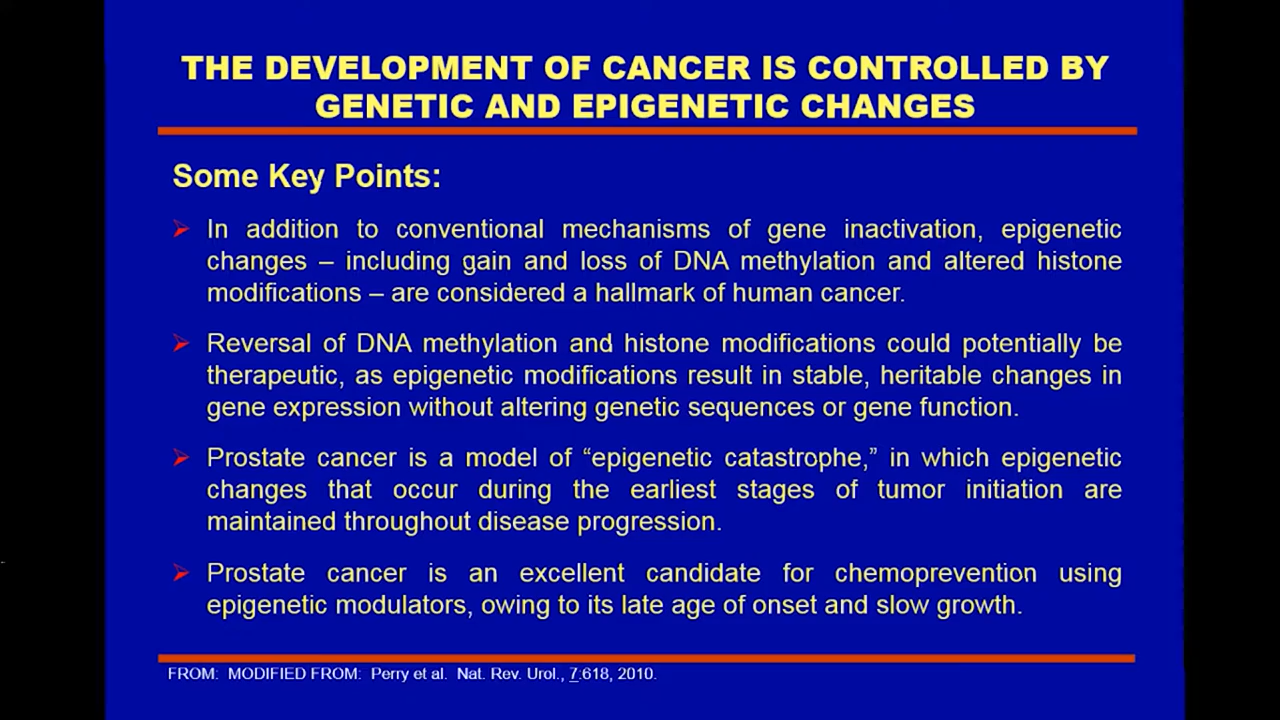 THE DEVELOPMENT OF CANCER IS CONTROLLED BY
GENETIC AND EPIGENETIC CHANGES
Some Key Points:
In addition to conventional mechanisms of gene inactivation, epigenetic
changes – including gain and loss of DNA methylation and altered histone
modifications – are considered a hallmark of human cancer.
Reversal of DNA methylation and histone modifications could potentially be
therapeutic, as epigenetic modifications result in stable, heritable changes in
gene expression without altering genetic sequences or gene function.
Prostate cancer is a model of “epigenetic catastrophe,” in which epigenetic
changes that occur during the earliest stages of tumor initiation are
maintained throughout disease progression.
Prostate cancer is an excellent candidate for chemoprevention using
epigenetic modulators, owing to its late age of onset and slow growth.
FROM: MODIFIED FROM: Perry et al. Nat. Rev. Urol., 7:618, 2010.